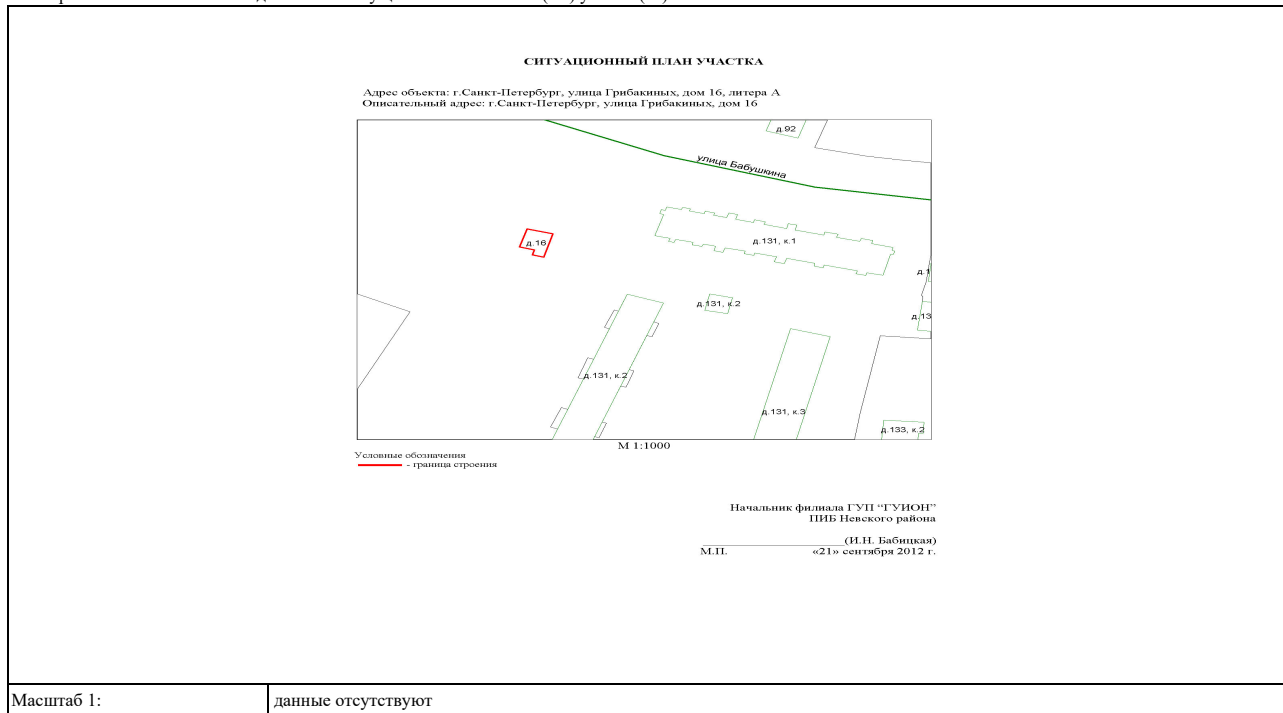 СИТУАЦИОННЫЙ ПЛАН УЧАСТКА
Адрес объекта: г.Санкт-Петербург, улица Грибакиных, дом 16, литера А
Описательный адрес: г.Санкт-Петербург, улица Грибакиных, дом 16
д.92
улица Бабушкина
д.16
д.131, к.1
д.1
д.131, к.2
д.13
д.131, к.2
д.131, к.3
д.133, к.2
М 1:1000
Условные обозначения
- граница строения
Начальник филиала ГУП “ГУИОН”
ПИБ Невского района
(И.Н. Бабицкая)
М.П. «21» сентября 2012 г.
Масштаб 1: данные отсутствуют